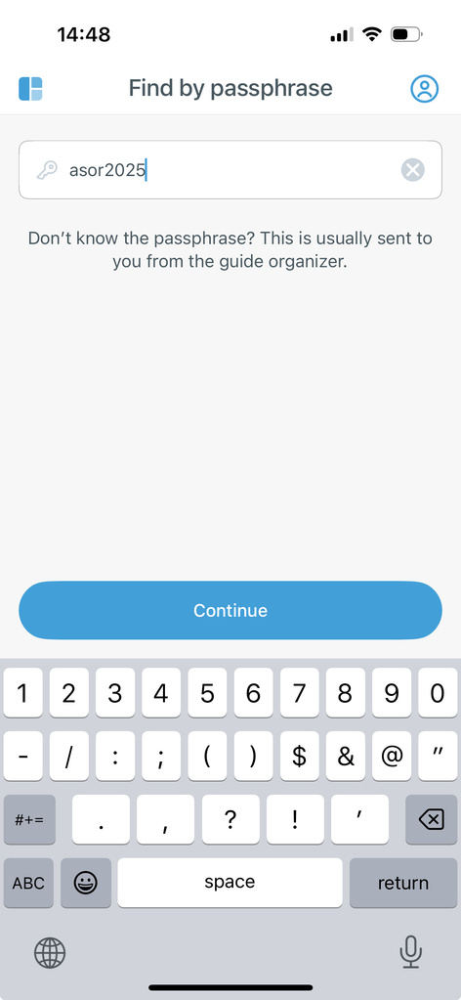 14:48
Find by passphrase
asor2025
Don’t know the passphrase? This is usually sent to
you from the guide organizer.
Continue
1 2 3 4 5 6 7 8 9 0
- / : ; ( ) $ & @ "
#+= . , ? ! ’
ABC space return